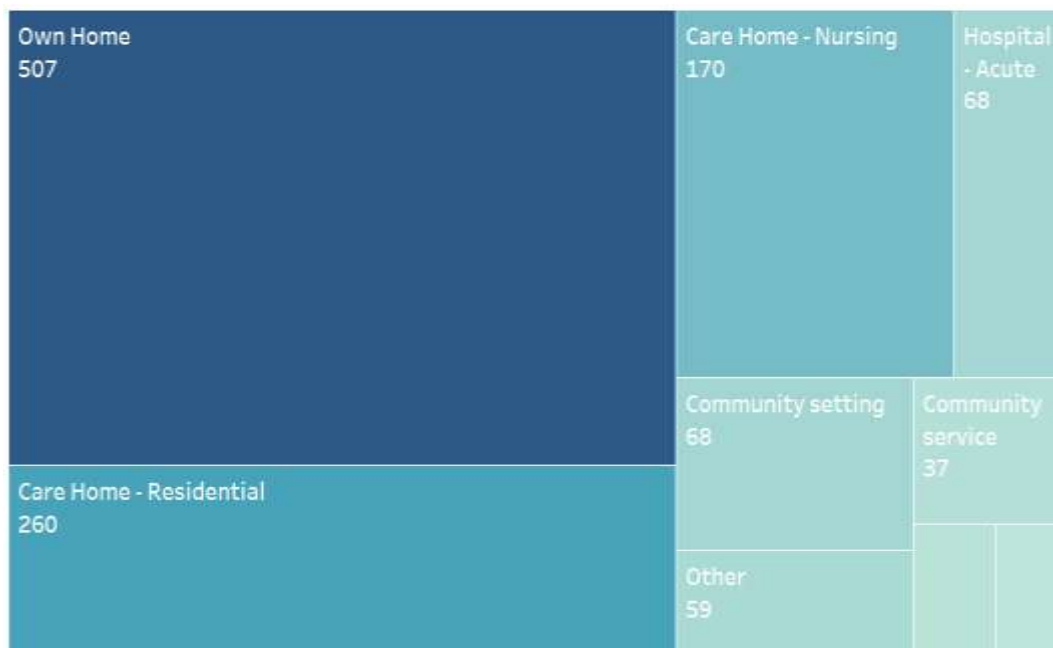 Own Home
507
Care Home - Nursing
170
Hospital
- Acute
68
Community setting
68
Community
service
37
Care Home - Residential
260
Other
59